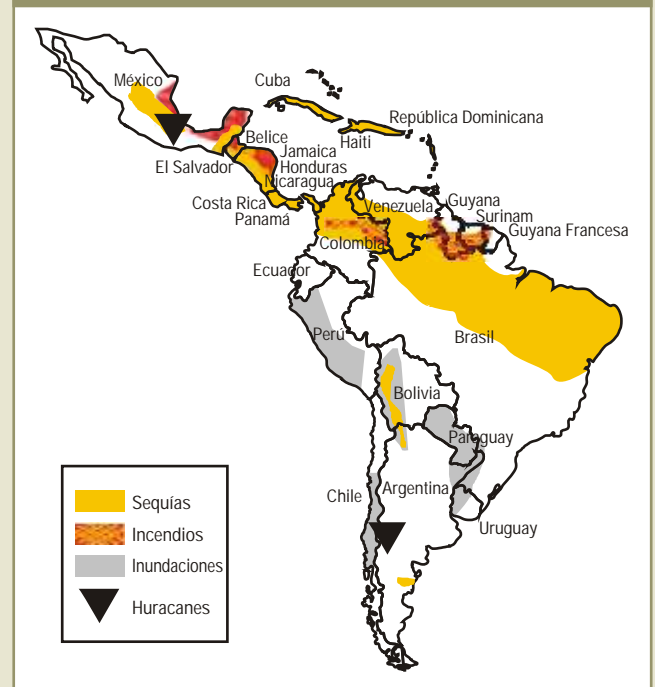 México
Cuba
República Dominicana
Haiti
Belice
Jamaica
El Salvador
Honduras
Nicaragua
Costa Rica
Panamá
Venezuela
Guyana
Surinam
Guyana Francesa
Colombia
Ecuador
Perú
Brasil
Bolivia
Paraguay
Chile
Argentina
Uruguay
Sequías
Incendios
Inundaciones
Huracanes